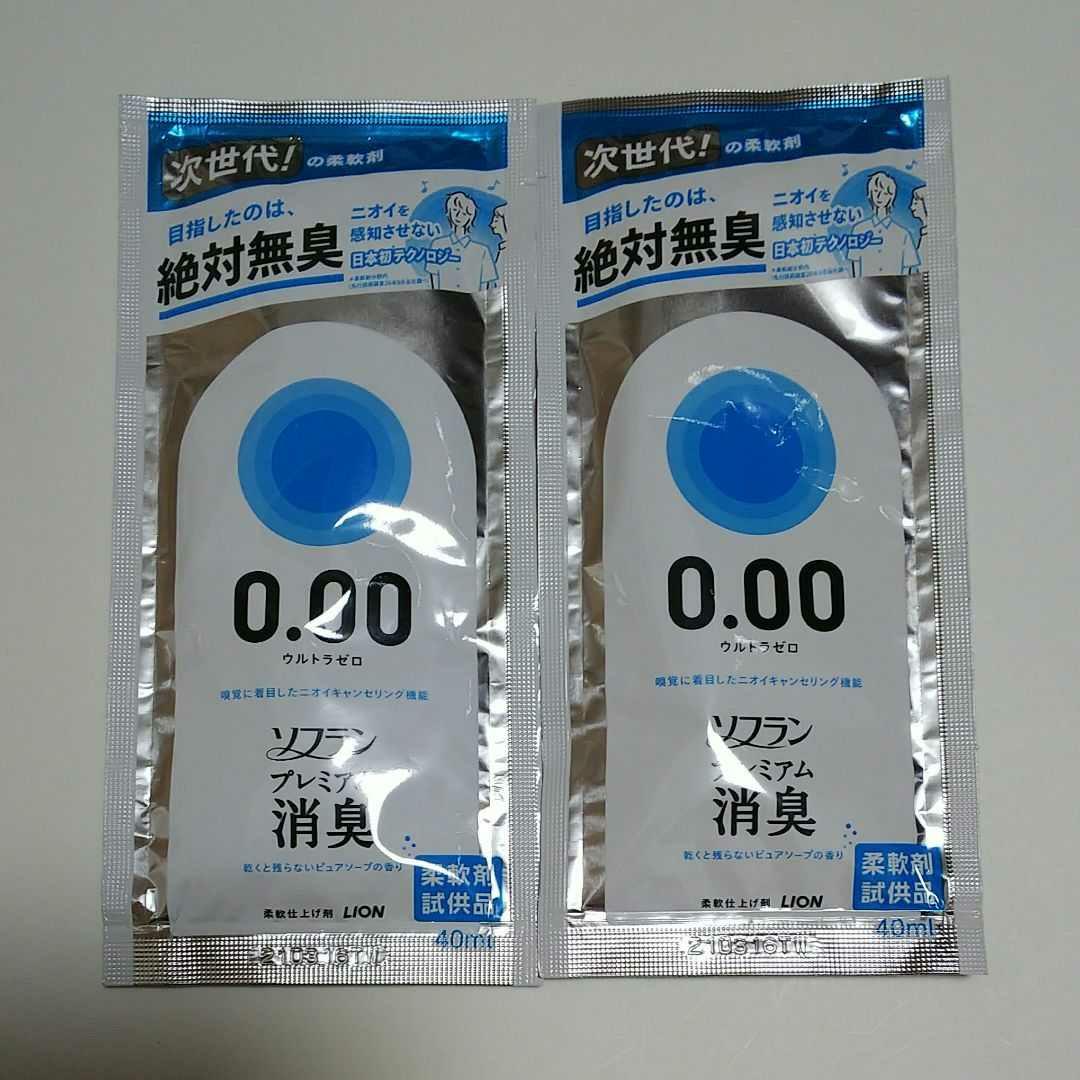 次世代!の柔軟剤
目指したのは、
絶対無臭
ニオイを
感知させない
日本初テクノロジー
0.00
ウルトラゼロ
嗅覚に着目したニオイキャンセリング機能
ソフラン
プレミアム
消臭
乾くと残らないピュアソープの香り
柔軟剤
試供品
柔軟仕上げ剤 LION
40mL
210316TW
次世代!の柔軟剤
目指したのは、
絶対無臭
ニオイを
感知させない
日本初テクノロジー
0.00
ウルトラゼロ
嗅覚に着目したニオイキャンセリング機能
ソフラン
プレミアム
消臭
乾くと残らないピュアソープの香り
柔軟剤
試供品
柔軟仕上げ剤 LION
40mL
210316TW